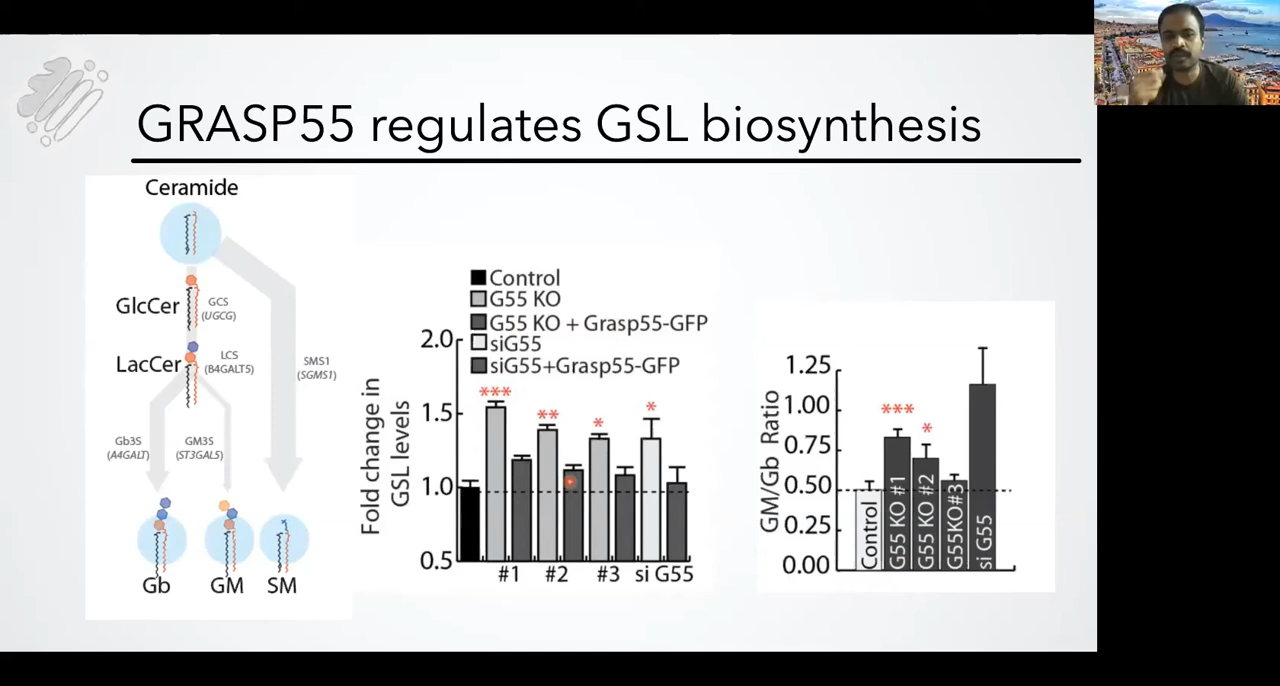 GRASP55 regulates GSL biosynthesis
Ceramide
GlcCer
GCS
(UGCG)
LacCer
LCS
(B4GALT5)
SMS1
(SGMS1)
Gb3S
(A4GALT)
GM3S
(ST3GAL5)
Gb
GM
SM
Control
G55 KO
G55 KO + Grasp55-GFP
siG55
siG55+Grasp55-GFP
Fold change in
GSL levels
2.0
1.5
1.0
0.5
***
**
*
*
#1
#2
#3
si G55
GM/Gb Ratio
1.25
1.00
0.75
0.50
0.25
0.00
***
*
Control
G55 KO #1
G55 KO #2
G55KO#3
si G55